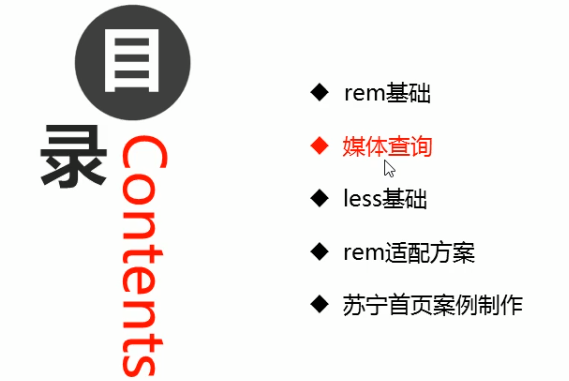 目录
Contents
rem基础
媒体查询
less基础
rem适配方案
苏宁首页案例制作